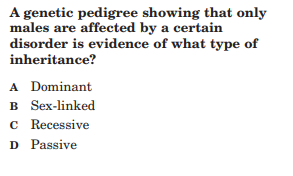 A genetic pedigree showing that only
males are affected by a certain
disorder is evidence of what type of
inheritance?
A Dominant
B Sex-linked
C Recessive
D Passive